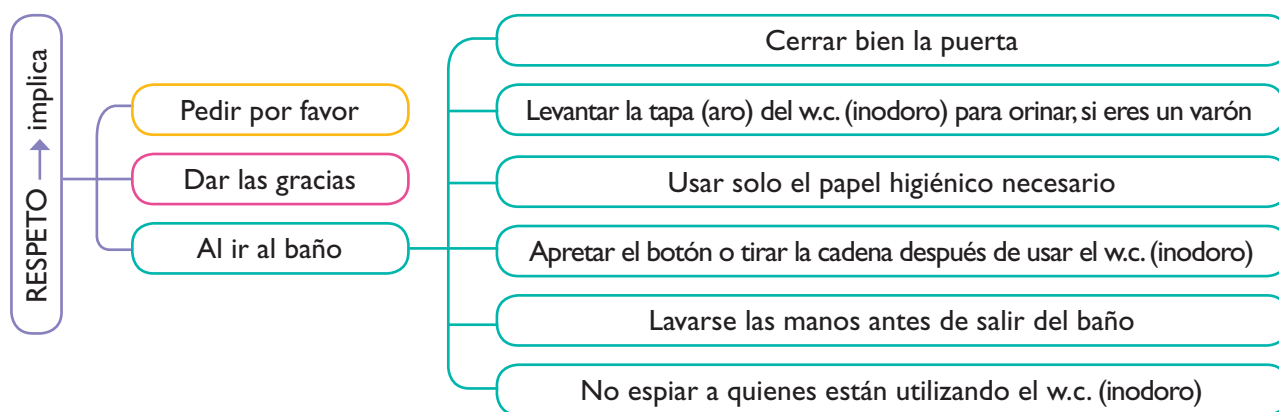 RESPETO → implica
Pedir por favor
Dar las gracias
Al ir al baño
Cerrar bien la puerta
Levantar la tapa (aro) del w.c. (inodoro) para orinar, si eres un varón
Usar solo el papel higiénico necesario
Apretar el botón o tirar la cadena después de usar el w.c. (inodoro)
Lavarse las manos antes de salir del baño
No espiar a quienes están utilizando el w.c. (inodoro)